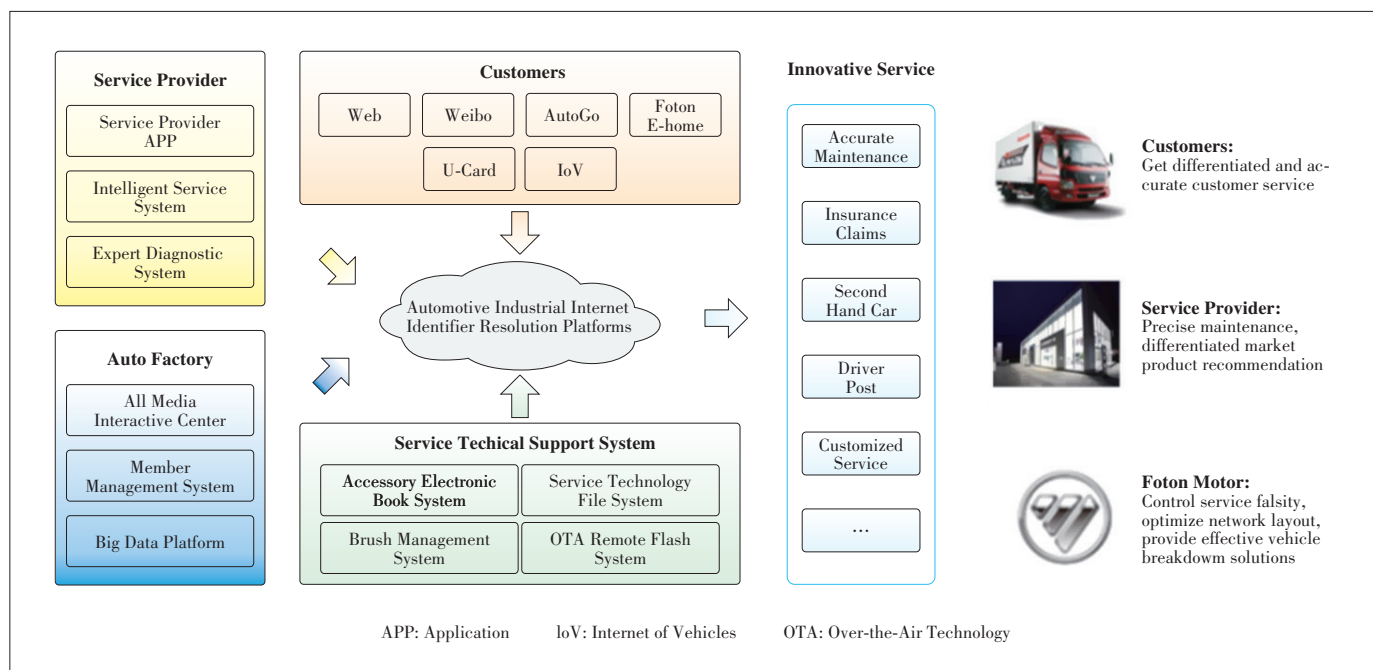 Service Provider
Service Provider
APP
Intelligent Service
System
Expert Diagnostic
System
Auto Factory
All Media
Interactive Center
Member
Management System
Big Data Platform
Customers
Web
Weibo
AutoGo
Foton
E-home
U-Card
IoV
Automotive Industrial Internet
Identifier Resolution Platforms
Service Techical Support System
Accessory Electronic
Book System
Service Technology
File System
Brush Management
System
OTA Remote Flash
System
Innovative Service
Accurate
Maintenance
Insurance
Claims
Second
Hand Car
Driver
Post
Customized
Service
...
Customers:
Get differentiated and ac-
curate customer service
Service Provider:
Precise maintenance,
differentiated market
product recommendation
Foton Motor:
Control service falsity,
optimize network layout,
provide effective vehicle
breakdowm solutions
APP: Application loV: Internet of Vehicles OTA: Over-the-Air Technology